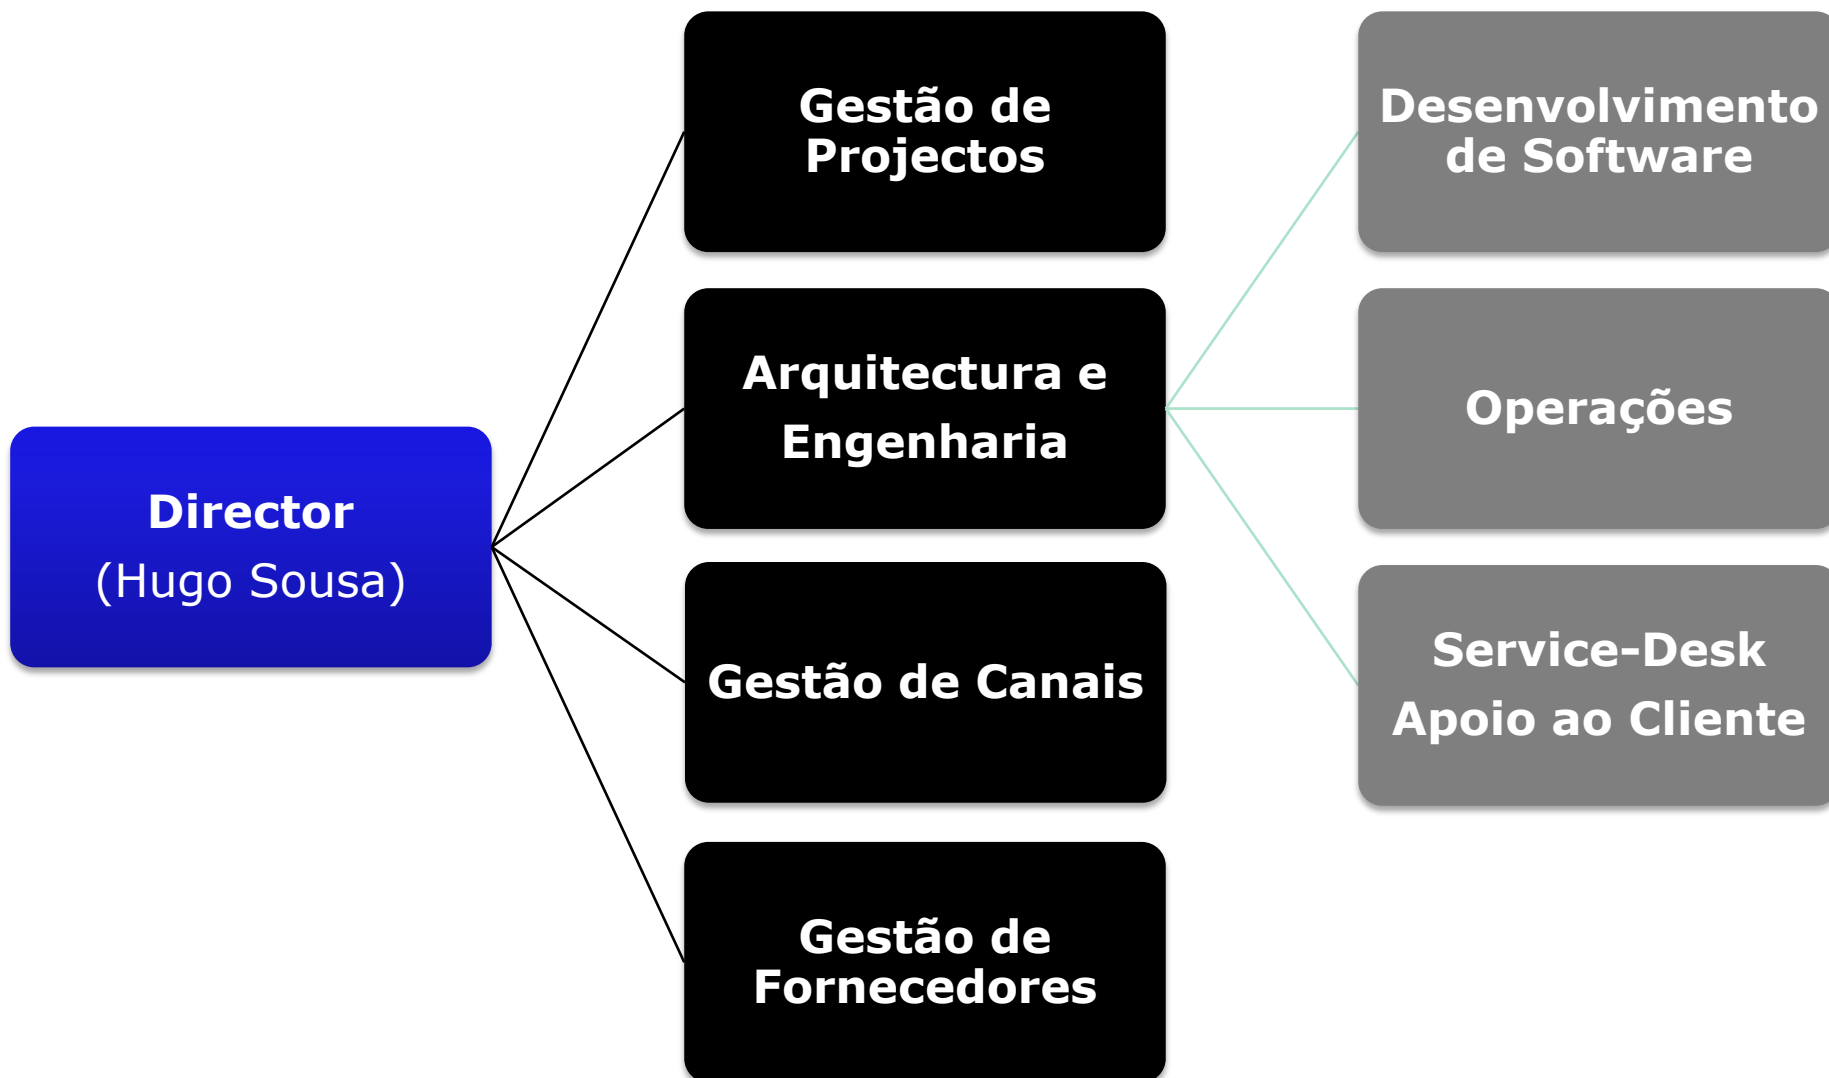 Director
(Hugo Sousa)
Gestão de
Projectos
Arquitectura e
Engenharia
Gestão de Canais
Gestão de
Fornecedores
Desenvolvimento
de Software
Operações
Service-Desk
Apoio ao Cliente